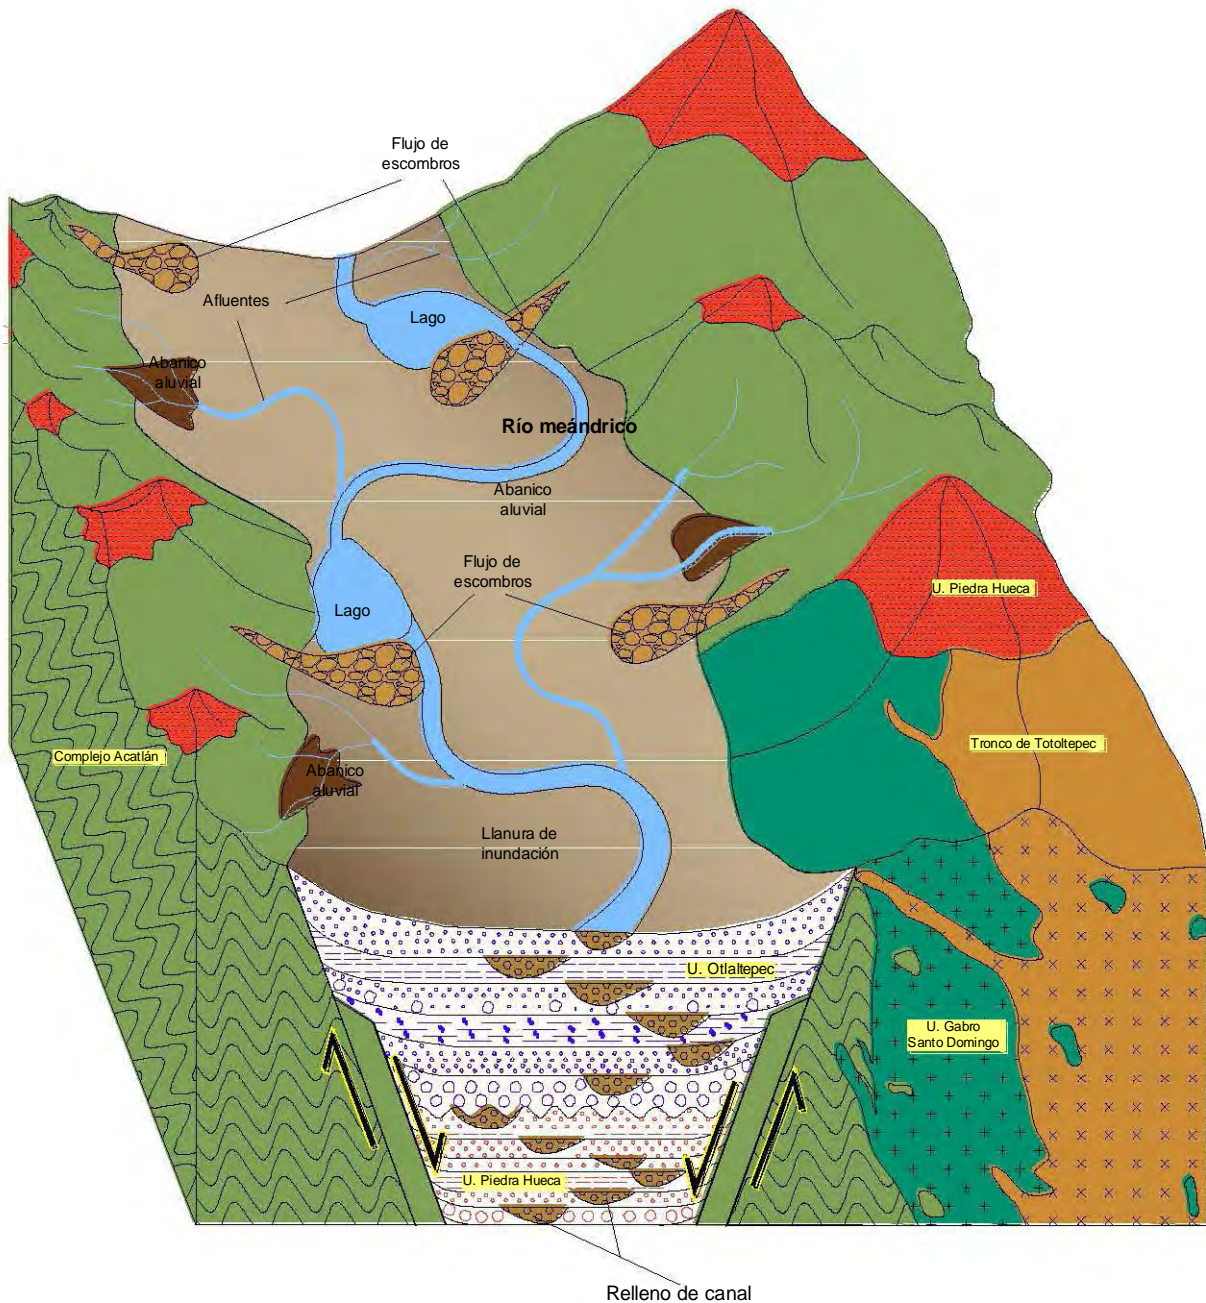 Flujo de
escombros
Afluentes
Lago
Abanico
aluvial
Río meándrico
Abanico
aluvial
Flujo de
escombros
U. Piedra Hueca
Lago
Complejo Acatlán
Tronco de Totoltepec
Abanico
aluvial
Llanura de
inundación
U. Otlaltepec
U. Gabro
Santo Domingo
U. Piedra Hueca
Relleno de canal